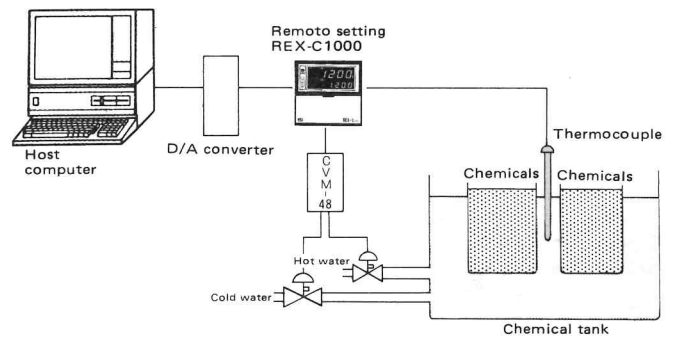 Remoto setting
REX-C1000
1200
1200
Host
computer
D/A converter
CVM-48
Thermocouple
Chemicals
Chemicals
Hot water
Cold water
Chemical tank